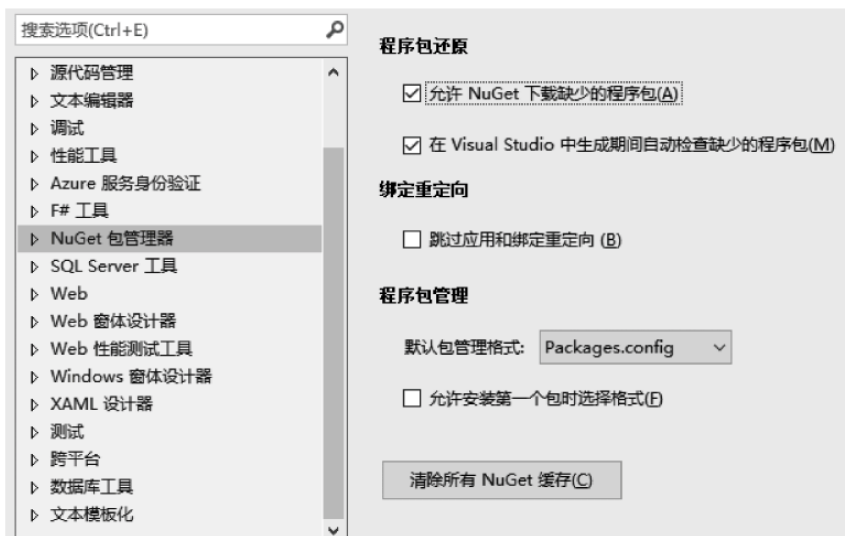 搜索选项(Ctrl+E)
源代码管理
文本编辑器
调试
性能工具
Azure 服务身份验证
F# 工具
NuGet 包管理器
SQL Server 工具
Web
Web 窗体设计器
Web 性能测试工具
Windows 窗体设计器
XAML 设计器
测试
跨平台
数据库工具
文本模板化
程序包还原
允许 NuGet 下载缺少的程序包(A)
在 Visual Studio 中生成期间自动检查缺少的程序包(M)
绑定重定向
跳过应用和绑定重定向 (B)
程序包管理
默认包管理格式: Packages.config
允许安装第一个包时选择格式(F)
清除所有 NuGet 缓存(C)